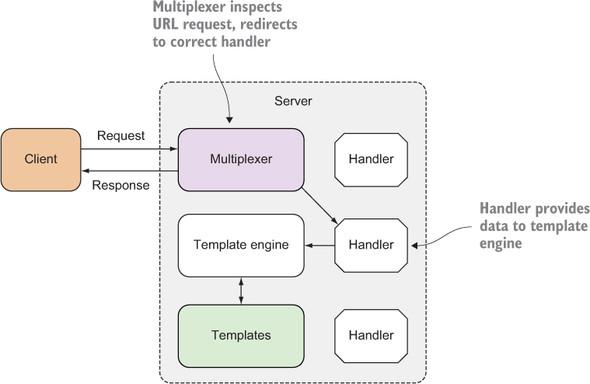 Multiplexer inspects
URL request, redirects
to correct handler
Server
Request
Client
Multiplexer
Handler
Response
Handler provides
data to template
engine
Template engine
Handler
Templates
Handler